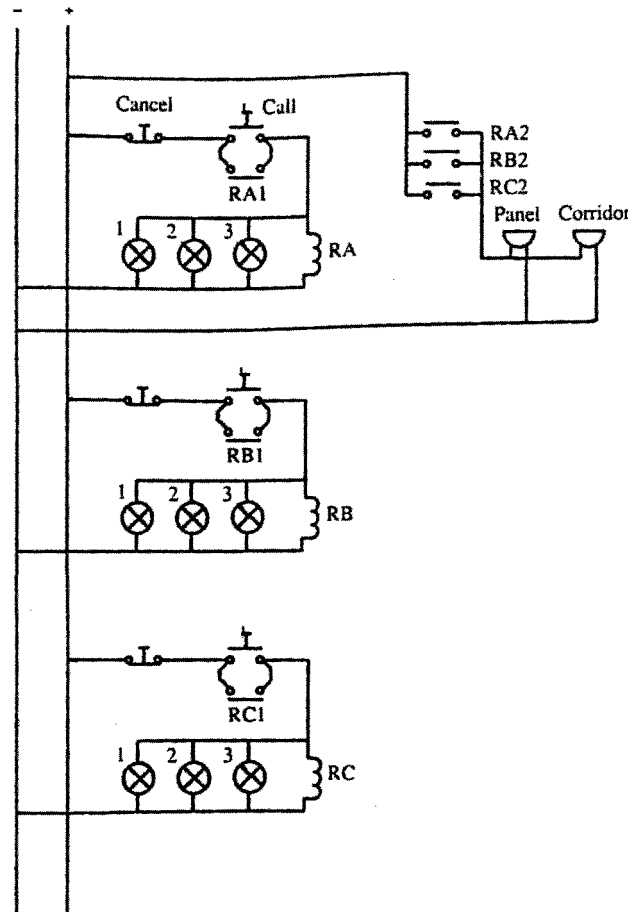 - +
Cancel Call
RA1
RA2
RB2
RC2
Panel Corridor
1 2 3
RA
RB1
1 2 3
RB
RC1
1 2 3
RC